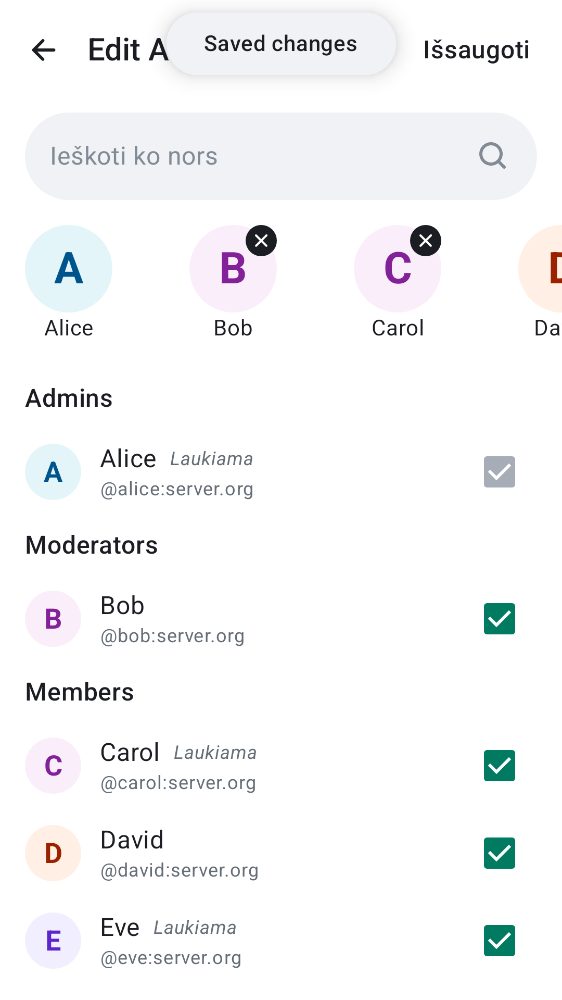 Edit A
Saved changes
Išsaugoti
Ieškoti ko nors
A
B
C
D
Alice
Bob
Carol
Da
Admins
A
Alice Laukiama
@alice:server.org
Moderators
B
Bob
@bob:server.org
Members
C
Carol Laukiama
@carol:server.org
D
David
@david:server.org
E
Eve Laukiama
@eve:server.org